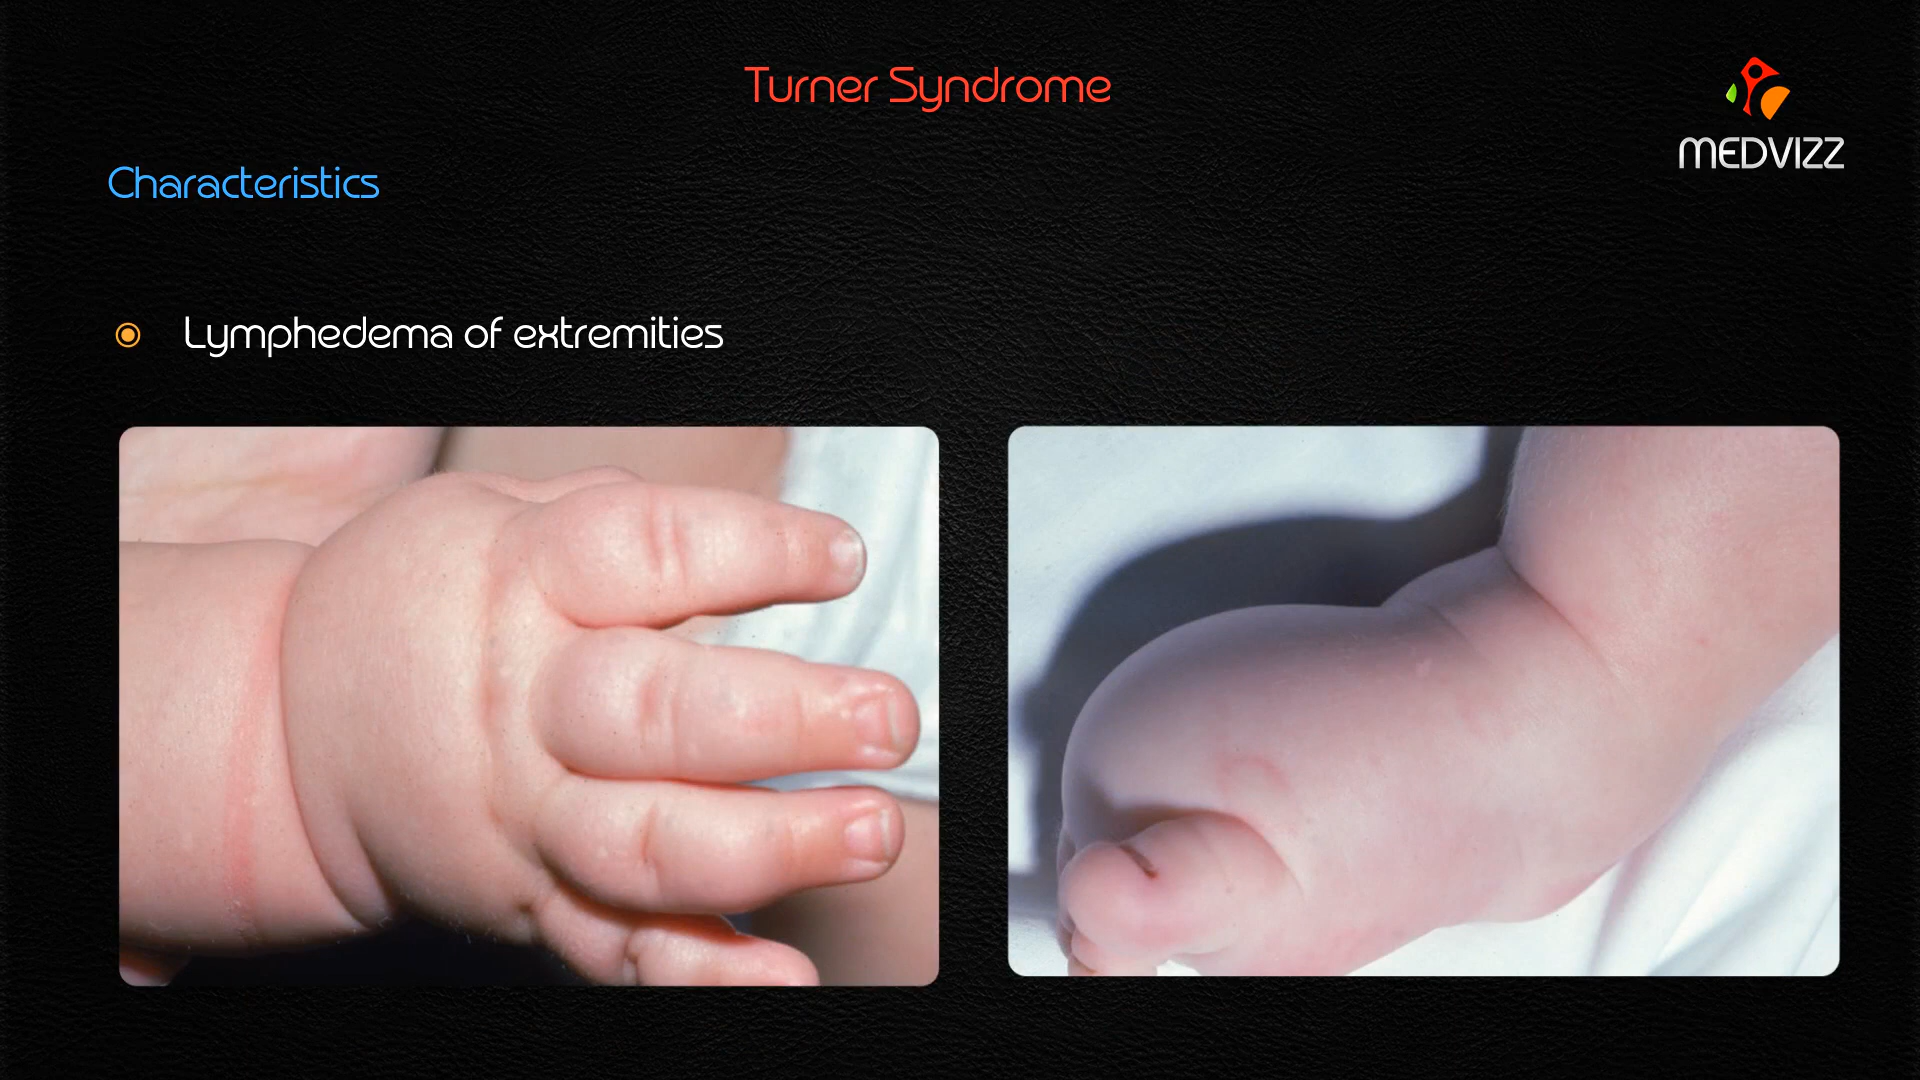 Turner Syndrome
MEDVIZZ
Characteristics
Lymphedema of extremities